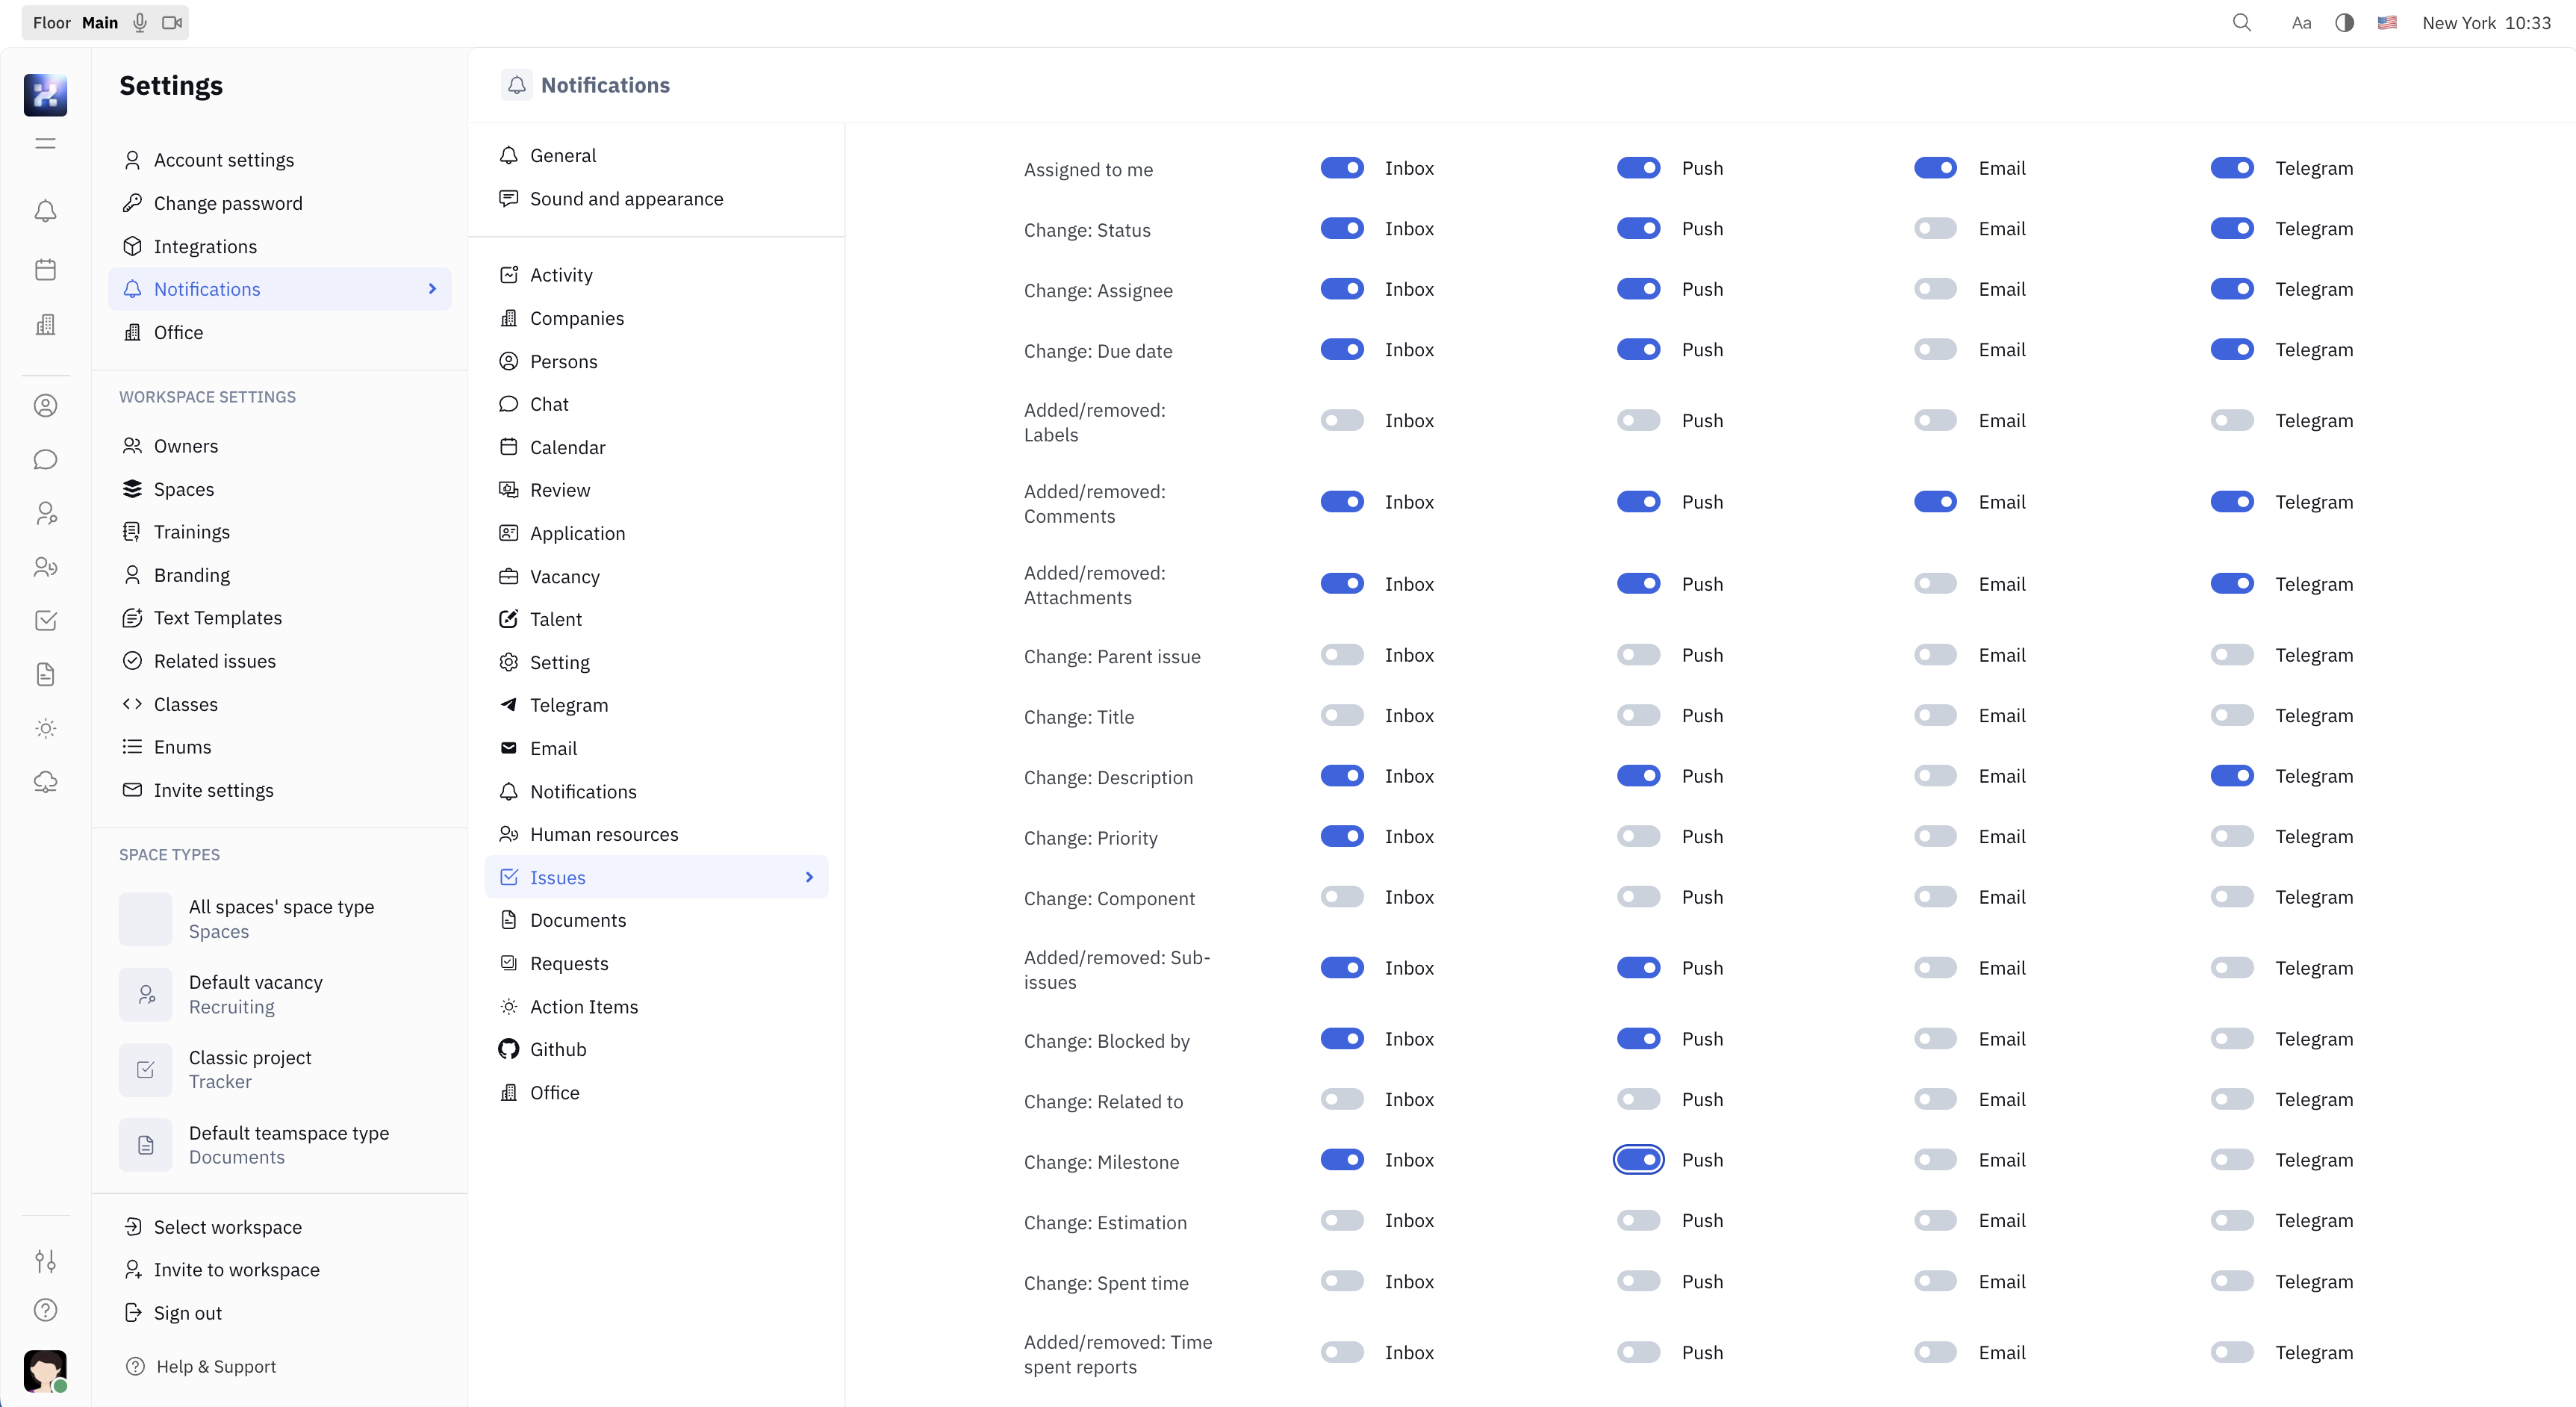 Floor Main
Aa
New York 10:33
Settings
Account settings
Change password
Integrations
Notifications
Office
WORKSPACE SETTINGS
Owners
Spaces
Trainings
Branding
Text Templates
Related issues
Classes
Enums
Invite settings
SPACE TYPES
All spaces' space type
Spaces
Default vacancy
Recruiting
Classic project
Tracker
Default teamspace type
Documents
Select workspace
Invite to workspace
Sign out
Help & Support
Notifications
General
Sound and appearance
Activity
Companies
Persons
Chat
Calendar
Review
Application
Vacancy
Talent
Setting
Telegram
Email
Notifications
Human resources
Issues
Documents
Requests
Action Items
Github
Office
Assigned to me Inbox Push Email Telegram
Change: Status Inbox Push Email Telegram
Change: Assignee Inbox Push Email Telegram
Change: Due date Inbox Push Email Telegram
Added/removed:
Labels Inbox Push Email Telegram
Added/removed:
Comments Inbox Push Email Telegram
Added/removed:
Attachments Inbox Push Email Telegram
Change: Parent issue Inbox Push Email Telegram
Change: Title Inbox Push Email Telegram
Change: Description Inbox Push Email Telegram
Change: Priority Inbox Push Email Telegram
Change: Component Inbox Push Email Telegram
Added/removed: Sub-
issues Inbox Push Email Telegram
Change: Blocked by Inbox Push Email Telegram
Change: Related to Inbox Push Email Telegram
Change: Milestone Inbox Push Email Telegram
Change: Estimation Inbox Push Email Telegram
Change: Spent time Inbox Push Email Telegram
Added/removed: Time
spent reports Inbox Push Email Telegram